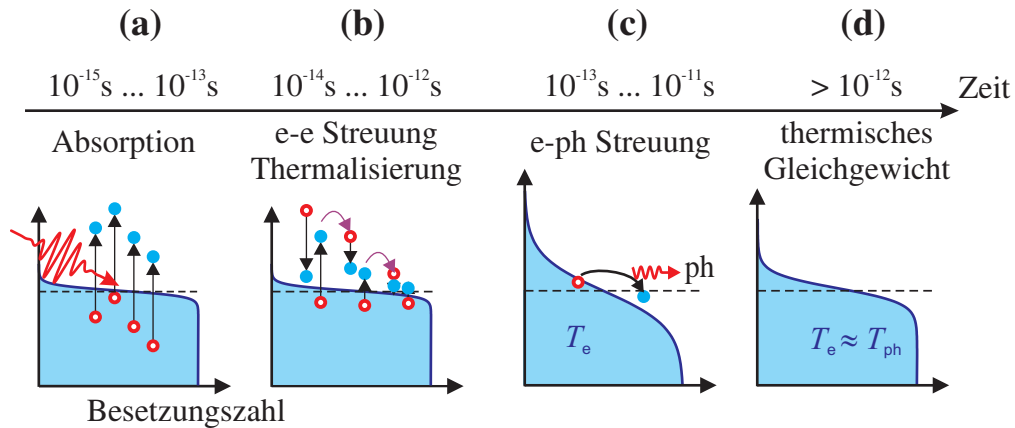 (a) (b) (c) (d)
10⁻¹⁵s ... 10⁻¹³s 10⁻¹⁴s ... 10⁻¹²s 10⁻¹³s ... 10⁻¹¹s > 10⁻¹²s Zeit
Absorption
e-e Streuung
Thermalisierung
e-ph Streuung
thermisches
Gleichgewicht
ph
Tₑ
Tₑ ≈ Tₚₕ
Besetzungszahl